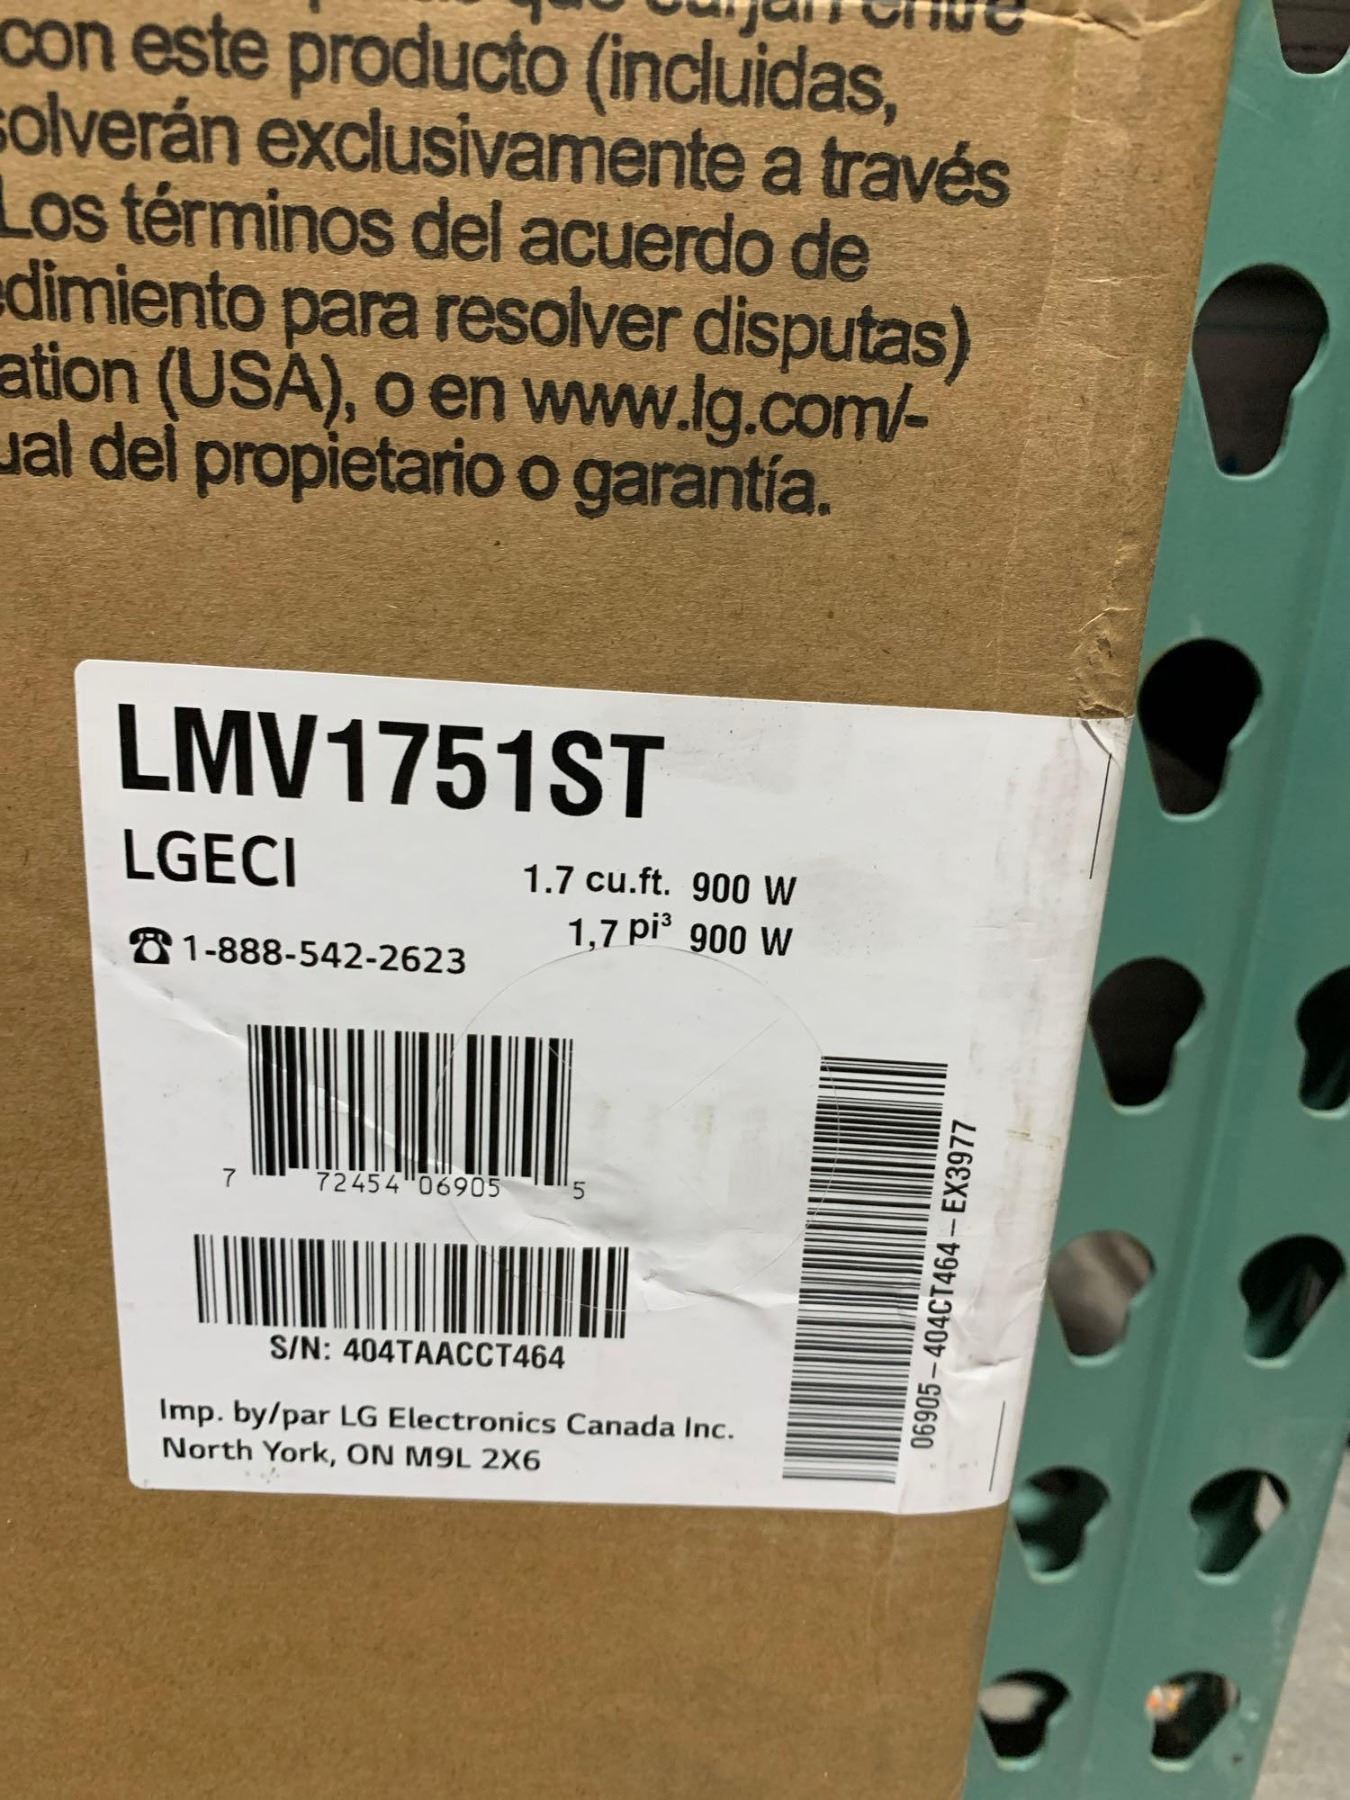 curjan entre
con este producto (incluidas,
solverán exclusivamente a través
Los términos del acuerdo de
dimiento para resolver disputas)
ation (USA), o en www.lg.com/-
ual del propietario o garantía.
LMV1751ST
LGECI
1.7 cu.ft. 900 W
1,7 pi³ 900 W
☎ 1-888-542-2623
7 72454 06905 5
S/N: 404TAACCT464
06905-404CT464-EX3977
Imp. by/par LG Electronics Canada Inc.
North York, ON M9L 2X6